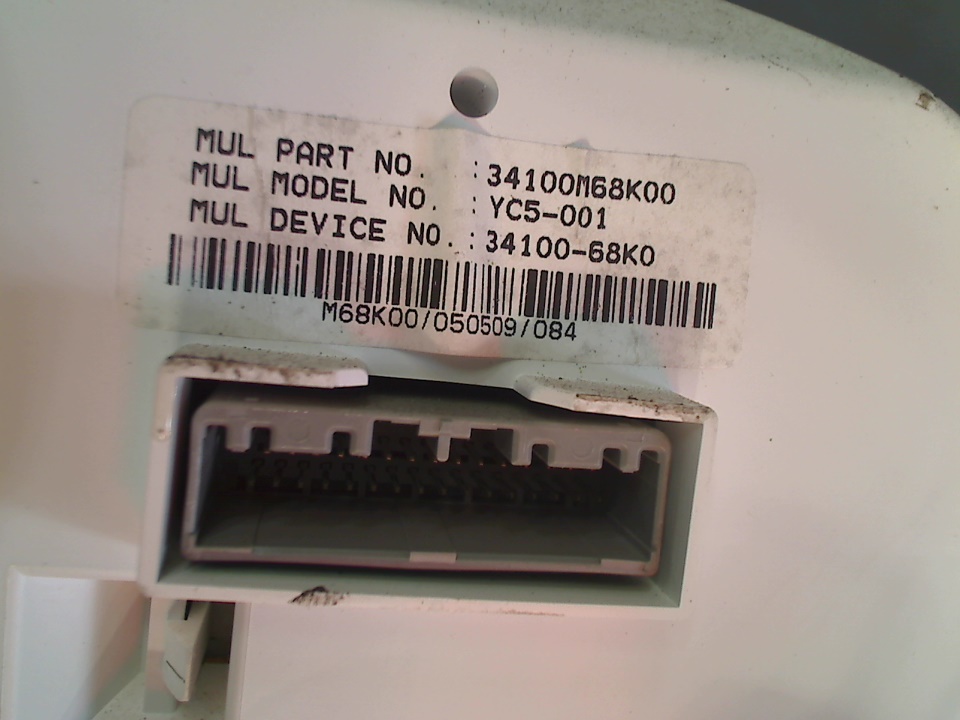 MUL PART NO. :34100M68K00
MUL MODEL NO. :YC5-001
MUL DEVICE NO.:34100-68K0
M68K00/050509/084